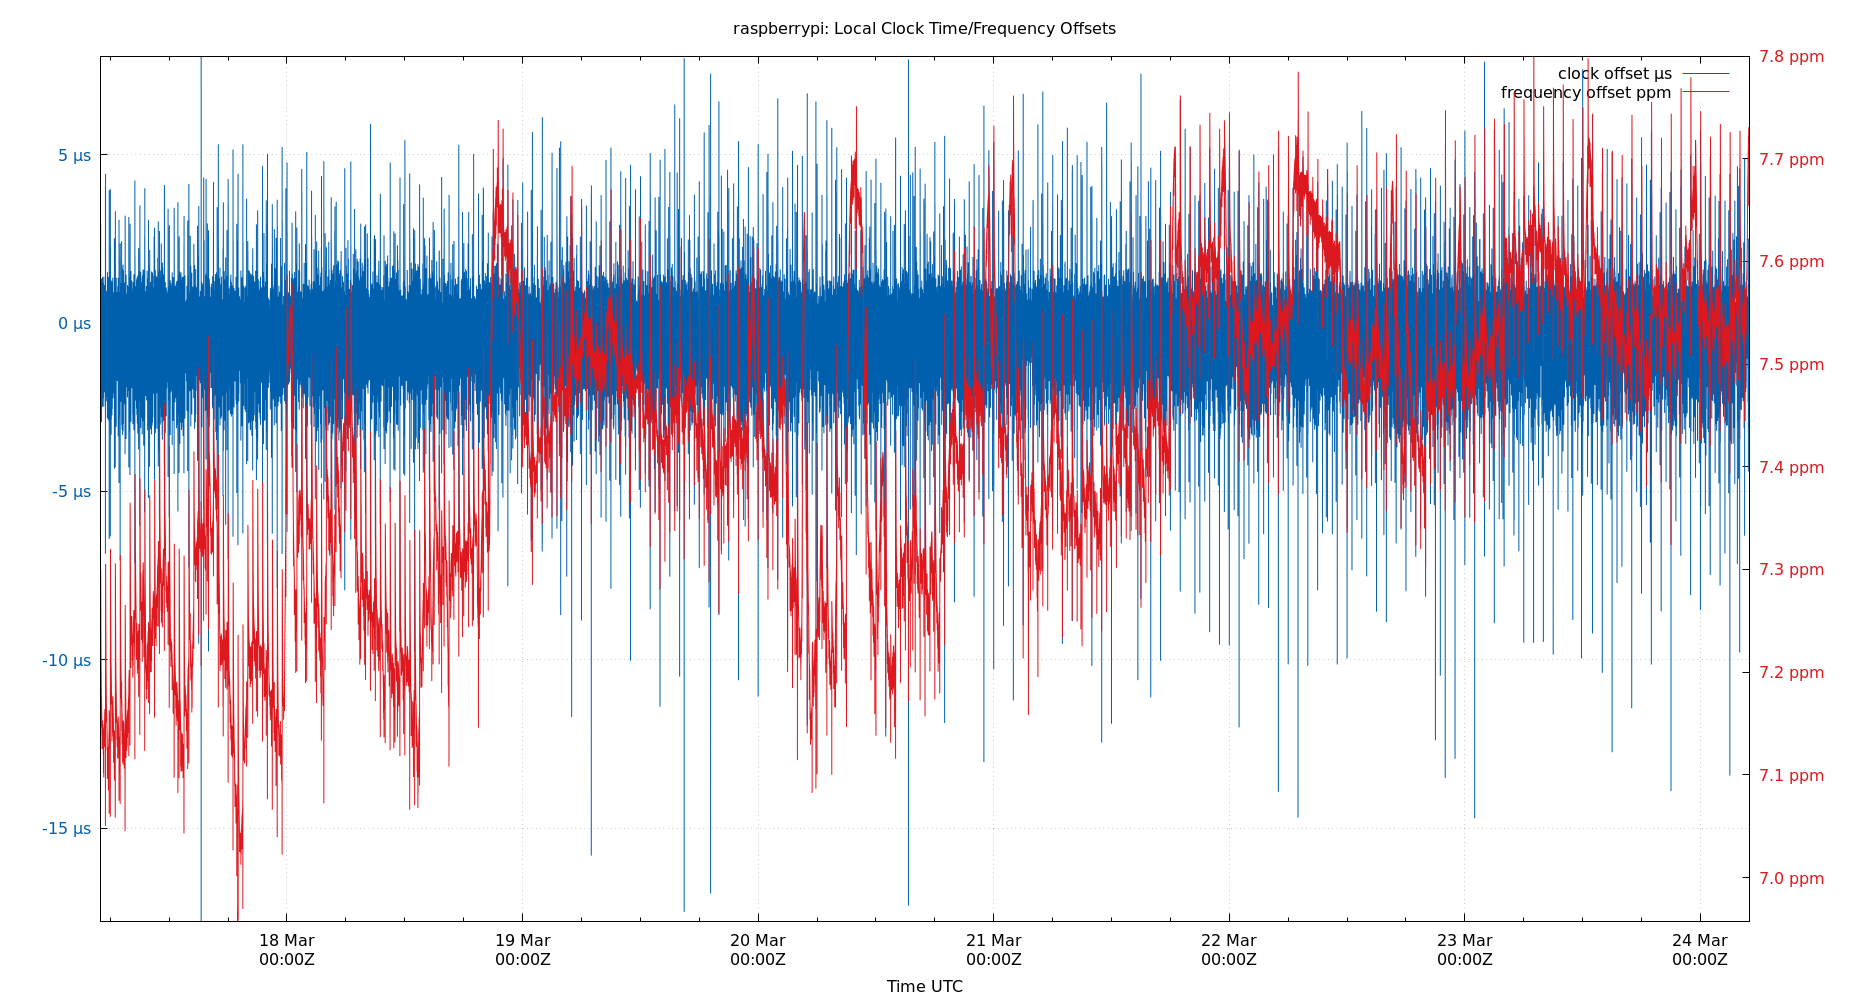 raspberrypi: Local Clock Time/Frequency Offsets
clock offset µs
frequency offset ppm
5 µs
0 µs
-5 µs
-10 µs
-15 µs
7.8 ppm
7.7 ppm
7.6 ppm
7.5 ppm
7.4 ppm
7.3 ppm
7.2 ppm
7.1 ppm
7.0 ppm
18 Mar
00:00Z
19 Mar
00:00Z
20 Mar
00:00Z
21 Mar
00:00Z
22 Mar
00:00Z
23 Mar
00:00Z
24 Mar
00:00Z
Time UTC